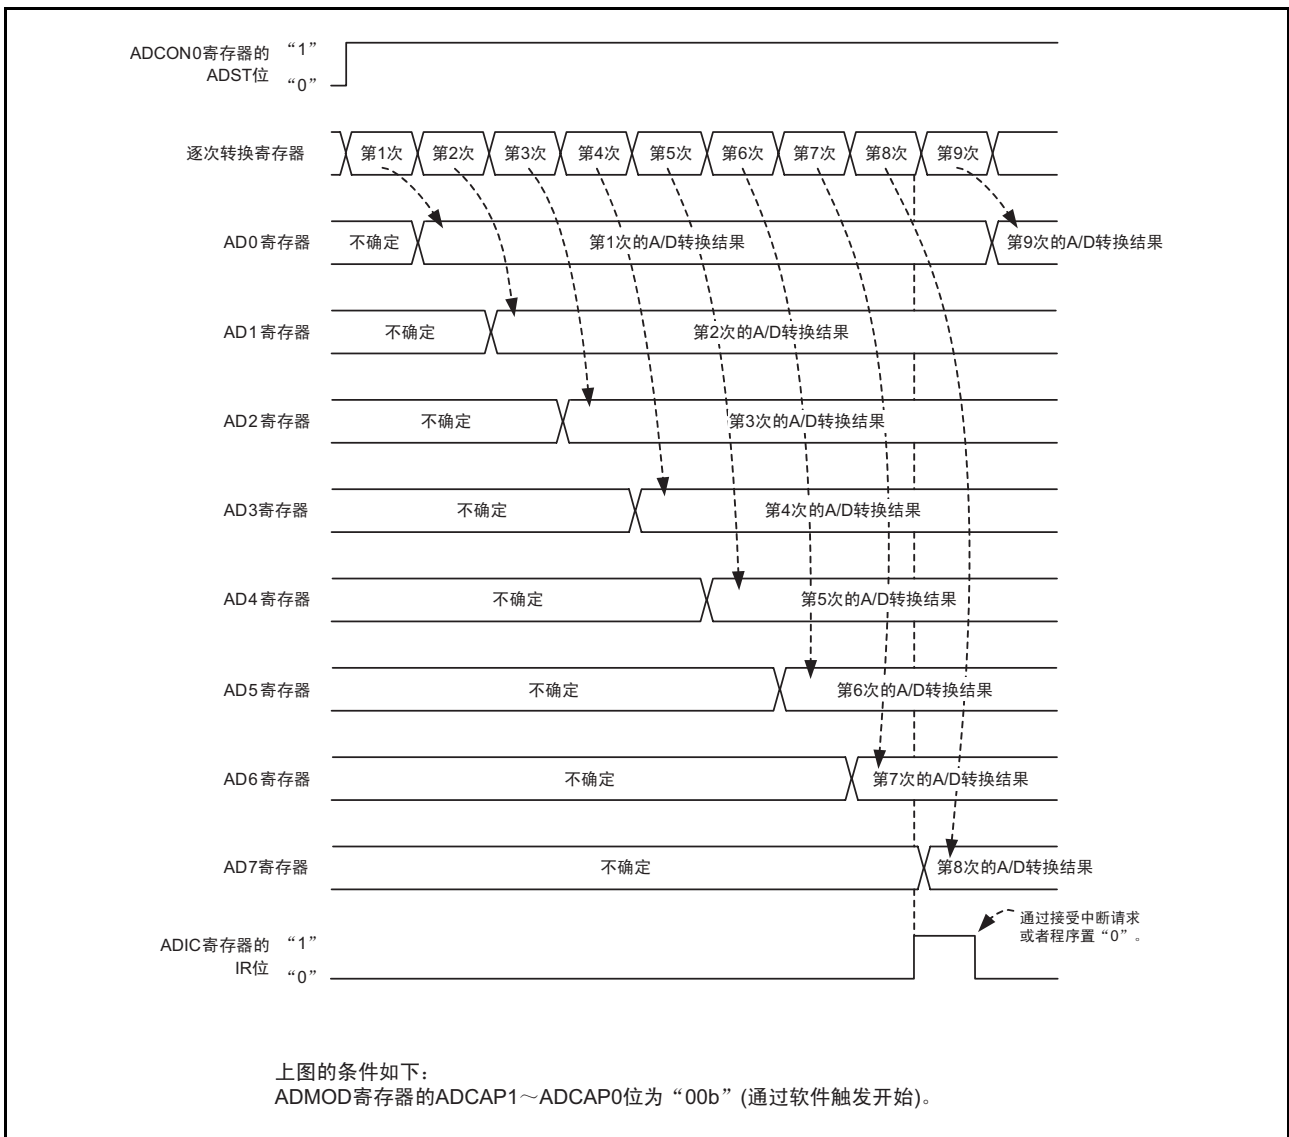 ADCON0寄存器的 “1”
ADST位 “0”
逐次转换寄存器 第1次 第2次 第3次 第4次 第5次 第6次 第7次 第8次 第9次
AD0寄存器 不确定 第1次的A/D转换结果 第9次的A/D转换结果
AD1寄存器 不确定 第2次的A/D转换结果
AD2寄存器 不确定 第3次的A/D转换结果
AD3寄存器 不确定 第4次的A/D转换结果
AD4寄存器 不确定 第5次的A/D转换结果
AD5寄存器 不确定 第6次的A/D转换结果
AD6寄存器 不确定 第7次的A/D转换结果
AD7寄存器 不确定 第8次的A/D转换结果
通过接受中断请求
或者程序置“0”。
ADIC寄存器的 “1”
IR位 “0”
上图的条件如下：
ADMOD寄存器的ADCAP1～ADCAP0位为“00b”(通过软件触发开始)。